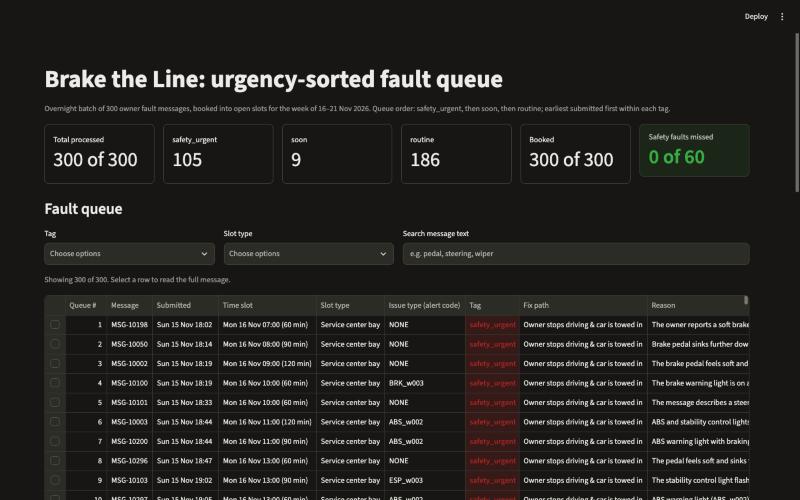 Deploy
Brake the Line: urgency-sorted fault queue
Overnight batch of 300 owner fault messages, booked into open slots for the week of 16–21 Nov 2026. Queue order: safety_urgent, then soon, then routine; earliest submitted first within each tag.
Total processed
300 of 300
safety_urgent
105
soon
9
routine
186
Booked
300 of 300
Safety faults missed
0 of 60
Fault queue
Tag
Choose options
Slot type
Choose options
Search message text
e.g. pedal, steering, wiper
Showing 300 of 300. Select a row to read the full message.
Queue # Message Submitted Time slot Slot type Issue type (alert code) Tag Fix path Reason
1 MSG-10198 Sun 15 Nov 18:02 Mon 16 Nov 07:00 (60 min) Service center bay NONE safety_urgent Owner stops driving & car is towed in The owner reports a soft brake
2 MSG-10050 Sun 15 Nov 18:14 Mon 16 Nov 08:00 (90 min) Service center bay NONE safety_urgent Owner stops driving & car is towed in Brake pedal sinks further dow
3 MSG-10002 Sun 15 Nov 18:19 Mon 16 Nov 09:00 (120 min) Service center bay NONE safety_urgent Owner stops driving & car is towed in The brake pedal feels soft and
4 MSG-10100 Sun 15 Nov 18:19 Mon 16 Nov 10:00 (60 min) Service center bay BRK_w003 safety_urgent Owner stops driving & car is towed in The brake warning light is on a
5 MSG-10101 Sun 15 Nov 18:33 Mon 16 Nov 10:00 (60 min) Service center bay NONE safety_urgent Owner stops driving & car is towed in The message describes a steer
6 MSG-10003 Sun 15 Nov 18:44 Mon 16 Nov 11:00 (120 min) Service center bay ABS_w002 safety_urgent Owner stops driving & car is towed in ABS and stability control lights
7 MSG-10200 Sun 15 Nov 18:44 Mon 16 Nov 11:00 (90 min) Service center bay ABS_w002 safety_urgent Owner stops driving & car is towed in ABS warning light with braking
8 MSG-10296 Sun 15 Nov 18:47 Mon 16 Nov 13:00 (60 min) Service center bay NONE safety_urgent Owner stops driving & car is towed in The pedal feels soft and sinks
9 MSG-10103 Sun 15 Nov 19:02 Mon 16 Nov 13:00 (60 min) Service center bay ESP_w003 safety_urgent Owner stops driving & car is towed in The stability control light flash